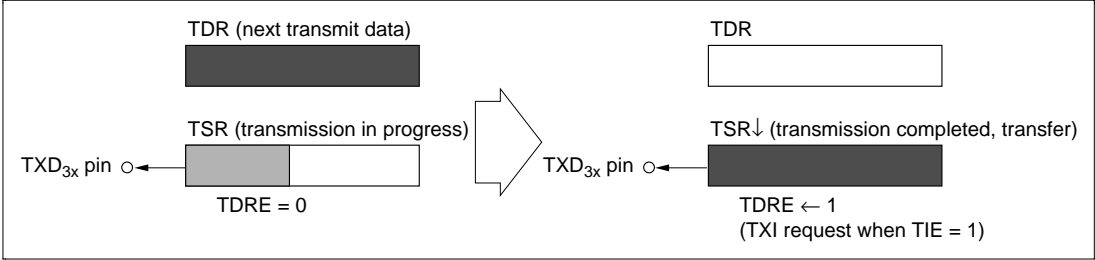 TDR (next transmit data)
TSR (transmission in progress)
TXD3x pin
TDRE = 0
TDR
TSR↓ (transmission completed, transfer)
TXD3x pin
TDRE ← 1
(TXI request when TIE = 1)